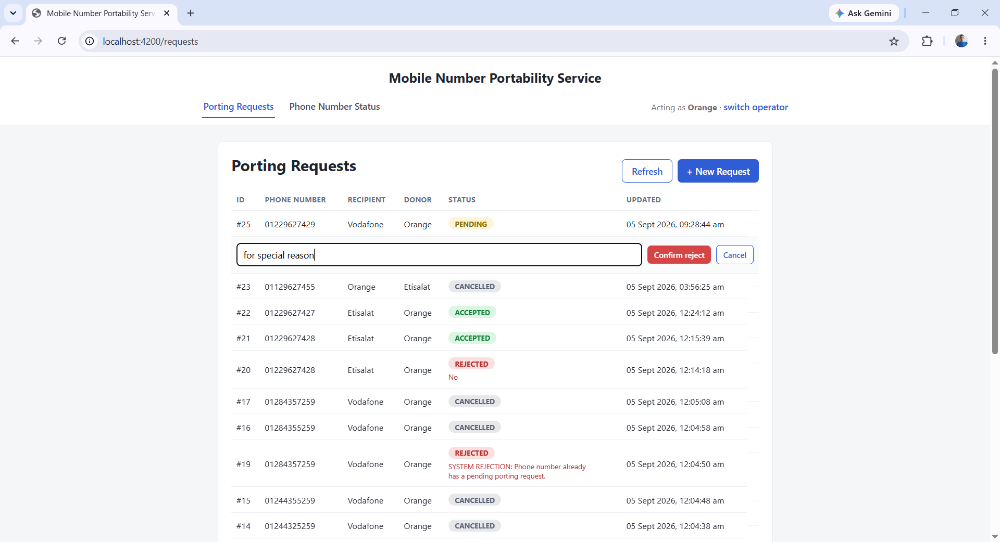 Mobile Number Portability Serv
Ask Gemini
localhost:4200/requests
Mobile Number Portability Service
Porting Requests Phone Number Status Acting as Orange · switch operator
Porting Requests Refresh + New Request
ID PHONE NUMBER RECIPIENT DONOR STATUS UPDATED
#25 01229627429 Vodafone Orange PENDING 05 Sept 2026, 09:28:44 am
for special reason Confirm reject Cancel
#23 01129627455 Orange Etisalat CANCELLED 05 Sept 2026, 03:56:25 am
#22 01229627427 Etisalat Orange ACCEPTED 05 Sept 2026, 12:24:12 am
#21 01229627428 Etisalat Orange ACCEPTED 05 Sept 2026, 12:15:39 am
#20 01229627428 Etisalat Orange REJECTED 05 Sept 2026, 12:14:18 am
No
#17 01284357259 Vodafone Orange CANCELLED 05 Sept 2026, 12:05:08 am
#16 01284355259 Vodafone Orange CANCELLED 05 Sept 2026, 12:04:58 am
#19 01284357259 Vodafone Orange REJECTED 05 Sept 2026, 12:04:50 am
SYSTEM REJECTION: Phone number already
has a pending porting request.
#15 01244355259 Vodafone Orange CANCELLED 05 Sept 2026, 12:04:48 am
#14 01244325259 Vodafone Orange CANCELLED 05 Sept 2026, 12:04:38 am